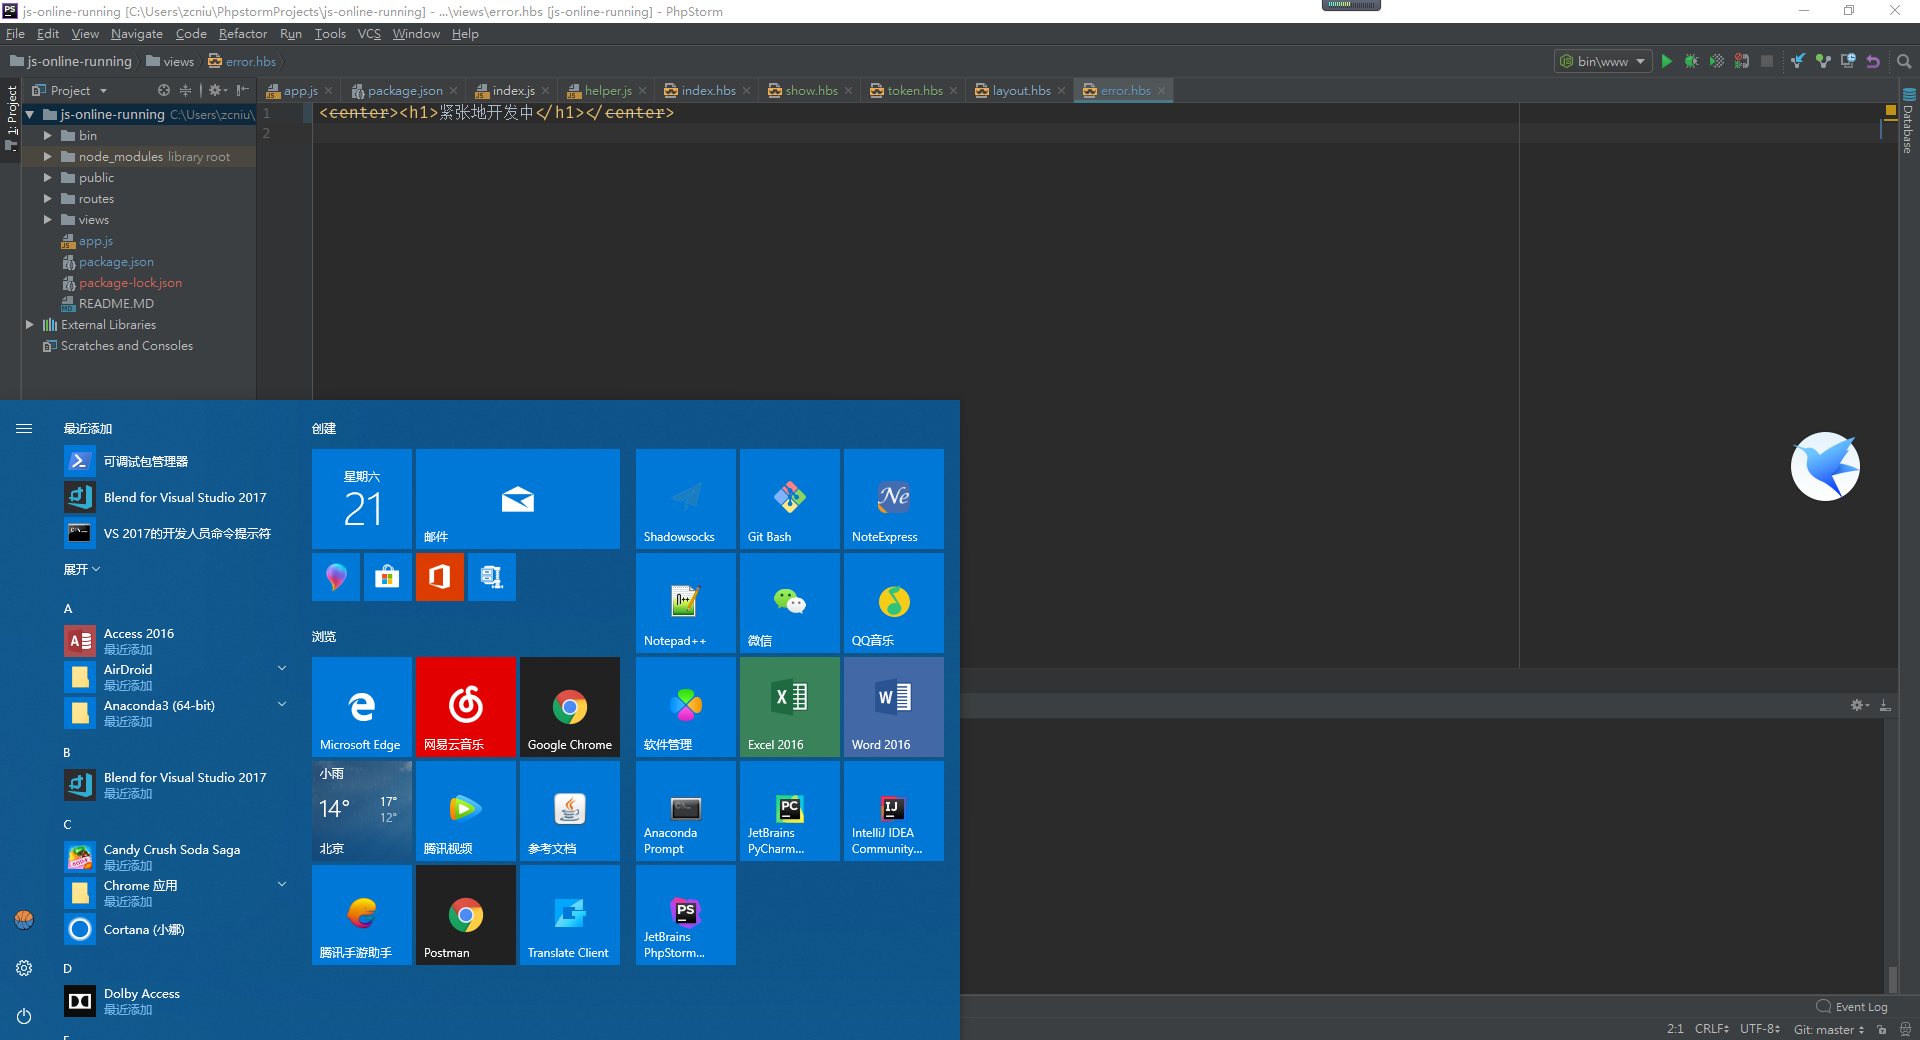 js-online-running [C:\Users\zcniu\PhpstormProjects\js-online-running] - ...\views\error.hbs [js-online-running] - PhpStorm
File Edit View Navigate Code Refactor Run Tools VCS Window Help
js-online-running views error.hbs
bin\www
Project
app.js package.json index.js helper.js index.hbs show.hbs token.hbs layout.hbs error.hbs
1: Project
Database
js-online-running C:\Users\zcniu\
bin
node_modules library root
public
routes
views
app.js
package.json
package-lock.json
README.MD
External Libraries
Scratches and Consoles
1 <center><h1>紧张地开发中</h1></center>
2
最近添加
可调试包管理器
Blend for Visual Studio 2017
VS 2017的开发人员命令提示符
展开
A
Access 2016
最近添加
AirDroid
最近添加
Anaconda3 (64-bit)
最近添加
B
Blend for Visual Studio 2017
最近添加
C
Candy Crush Soda Saga
最近添加
Chrome 应用
最近添加
Cortana (小娜)
D
Dolby Access
最近添加
创建
星期六
21
邮件
浏览
Microsoft Edge
网易云音乐
Google Chrome
小雨
14° 17°
12°
北京
腾讯视频
参考文档
腾讯手游助手
Postman
Translate Client
Shadowsocks
Git Bash
NoteExpress
Notepad++
微信
QQ音乐
软件管理
Excel 2016
Word 2016
Anaconda
Prompt
JetBrains
PyCharm...
IntelliJ IDEA
Community...
JetBrains
PhpStorm...
Event Log
2:1 CRLF UTF-8 Git: master